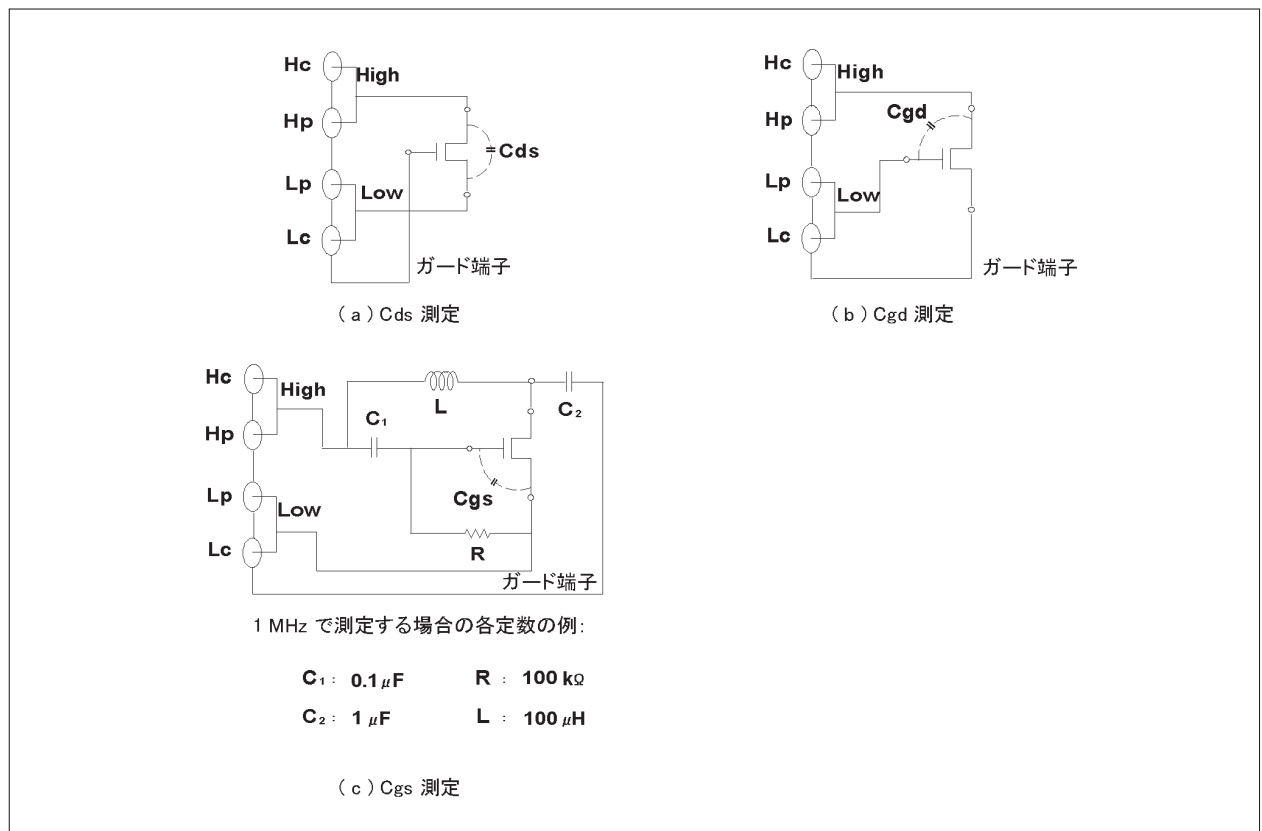 Hc
High
Hp
Cds
Lp
Low
Lc
ガード端子
( a ) Cds 測定
Hc
High
Cgd
Hp
Lp
Low
Lc
ガード端子
( b ) Cgd 測定
Hc
High
L
C₂
C₁
Hp
Cgs
Lp
Low
Lc
R
ガード端子
1 MHz で測定する場合の各定数の例:
C₁ : 0.1 μF R : 100 kΩ
C₂ : 1 μF L : 100 μH
( c ) Cgs 測定